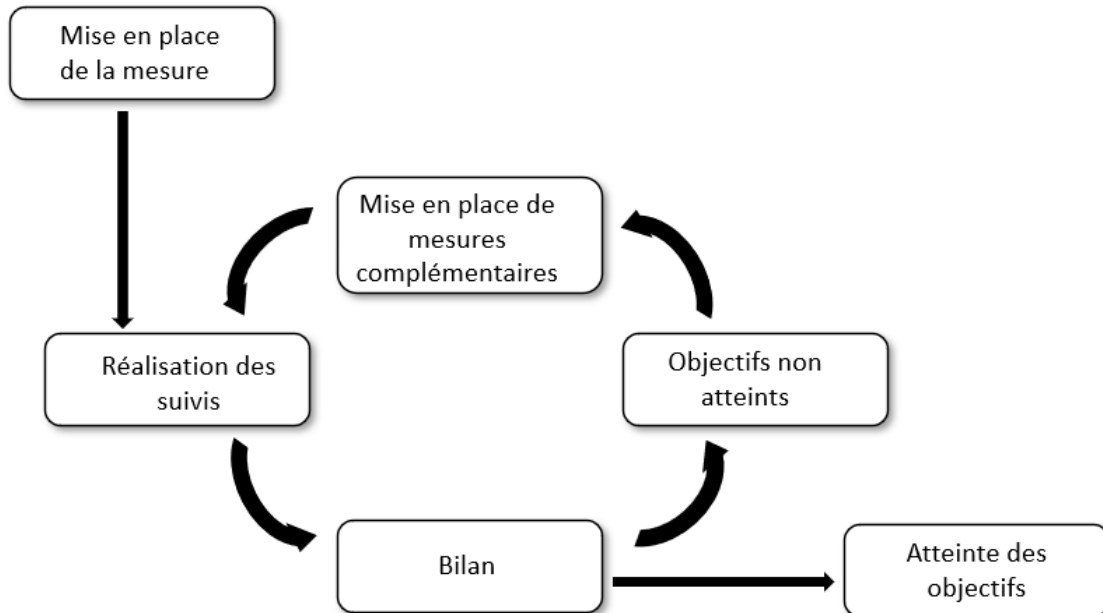 Mise en place
de la mesure
Mise en place de
mesures
complémentaires
Réalisation des
suivis
Objectifs non
atteints
Bilan
Atteinte des
objectifs